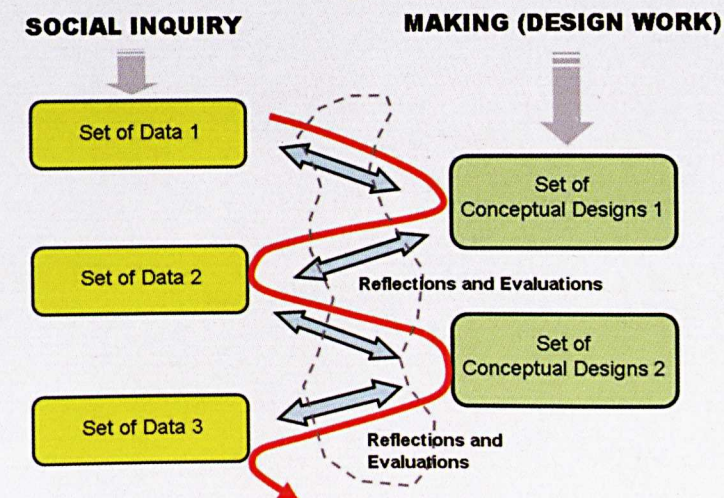 SOCIAL INQUIRY
MAKING (DESIGN WORK)
Set of Data 1
Set of
Conceptual Designs 1
Set of Data 2
Reflections and Evaluations
Set of
Conceptual Designs 2
Set of Data 3
Reflections and
Evaluations